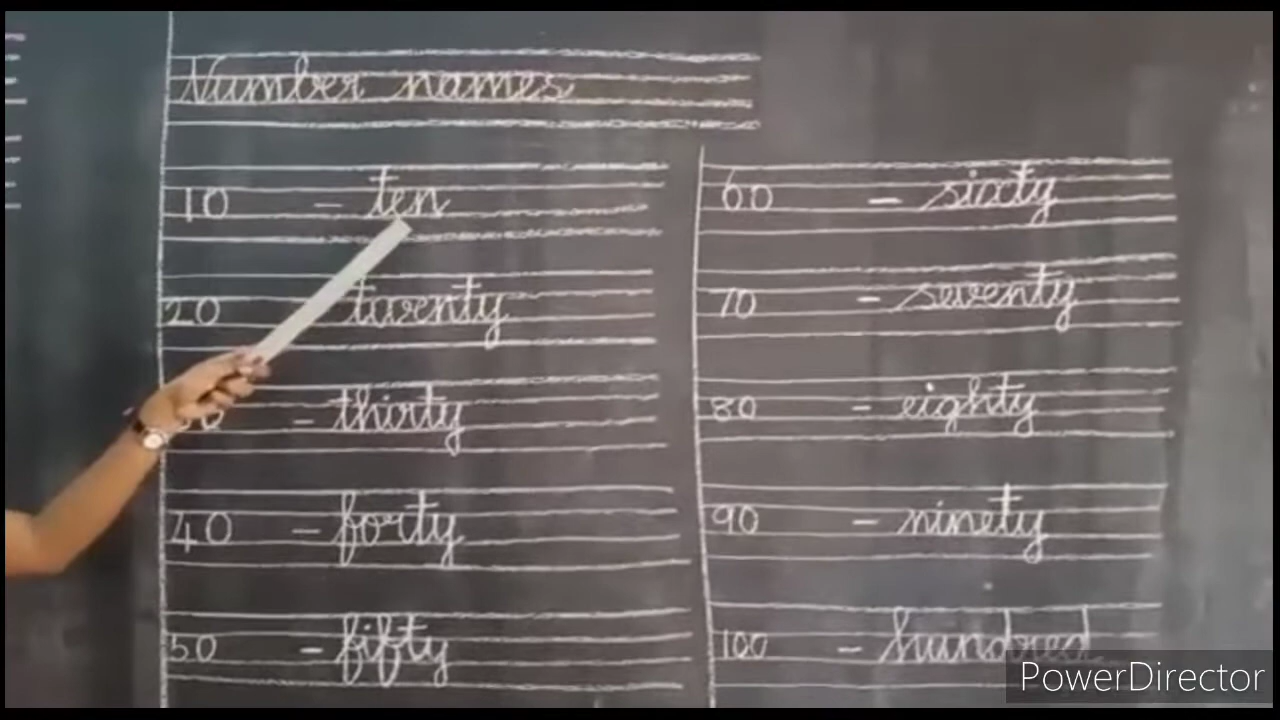 Number names
10 - ten
20 twenty
30 - thirty
40 - forty
50 - fifty
60 - sixty
70 - seventy
80 - eighty
90 - ninety
100 - hundred
PowerDirector